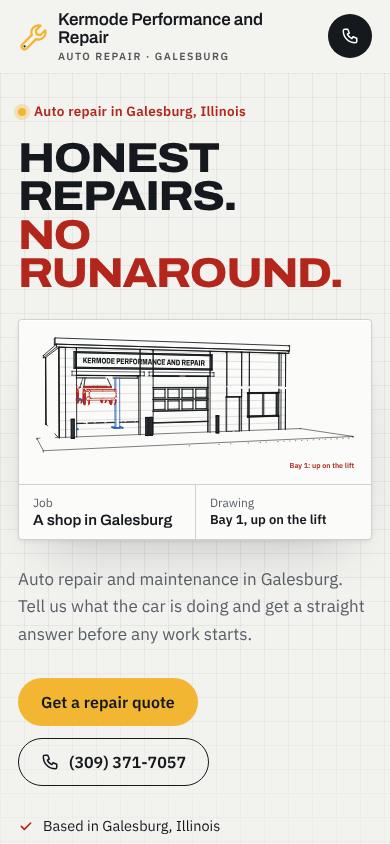 Kermode Performance and
Repair
AUTO REPAIR · GALESBURG
Auto repair in Galesburg, Illinois
HONEST
REPAIRS.
NO
RUNAROUND.
KERMODE PERFORMANCE AND REPAIR
Bay 1: up on the lift
Job
A shop in Galesburg
Drawing
Bay 1, up on the lift
Auto repair and maintenance in Galesburg.
Tell us what the car is doing and get a straight
answer before any work starts.
Get a repair quote
(309) 371-7057
Based in Galesburg, Illinois